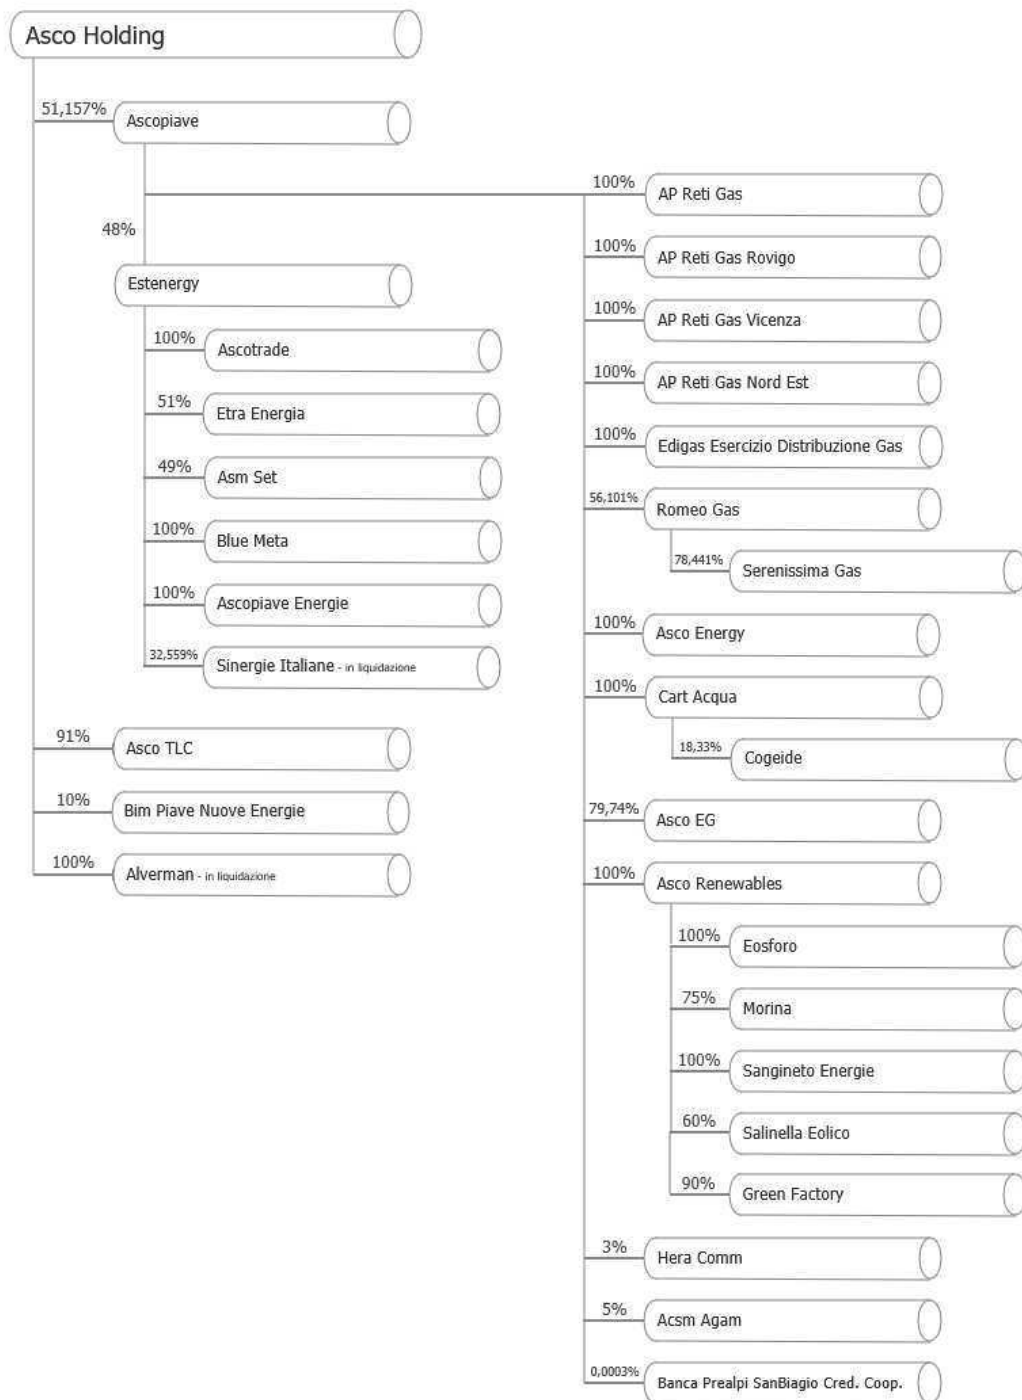 Asco Holding
51,157%
Ascopiave
48%
Estenergy
100%
Ascotrade
51%
Etra Energia
49%
Asm Set
100%
Blue Meta
100%
Ascopiave Energie
32,559%
Sinergie Italiane - in liquidazione
91%
Asco TLC
10%
Bim Piave Nuove Energie
100%
Alverman - in liquidazione
100%
AP Reti Gas
100%
AP Reti Gas Rovigo
100%
AP Reti Gas Vicenza
100%
AP Reti Gas Nord Est
100%
Edigas Esercizio Distribuzione Gas
56,101%
Romeo Gas
78,441%
Serenissima Gas
100%
Asco Energy
100%
Cart Acqua
18,33%
Cogeide
79,74%
Asco EG
100%
Asco Renewables
100%
Eosforo
75%
Morina
100%
Sangineto Energie
60%
Salinella Eolico
90%
Green Factory
3%
Hera Comm
5%
Acsm Agam
0,0003%
Banca Prealpi SanBiagio Cred. Coop.